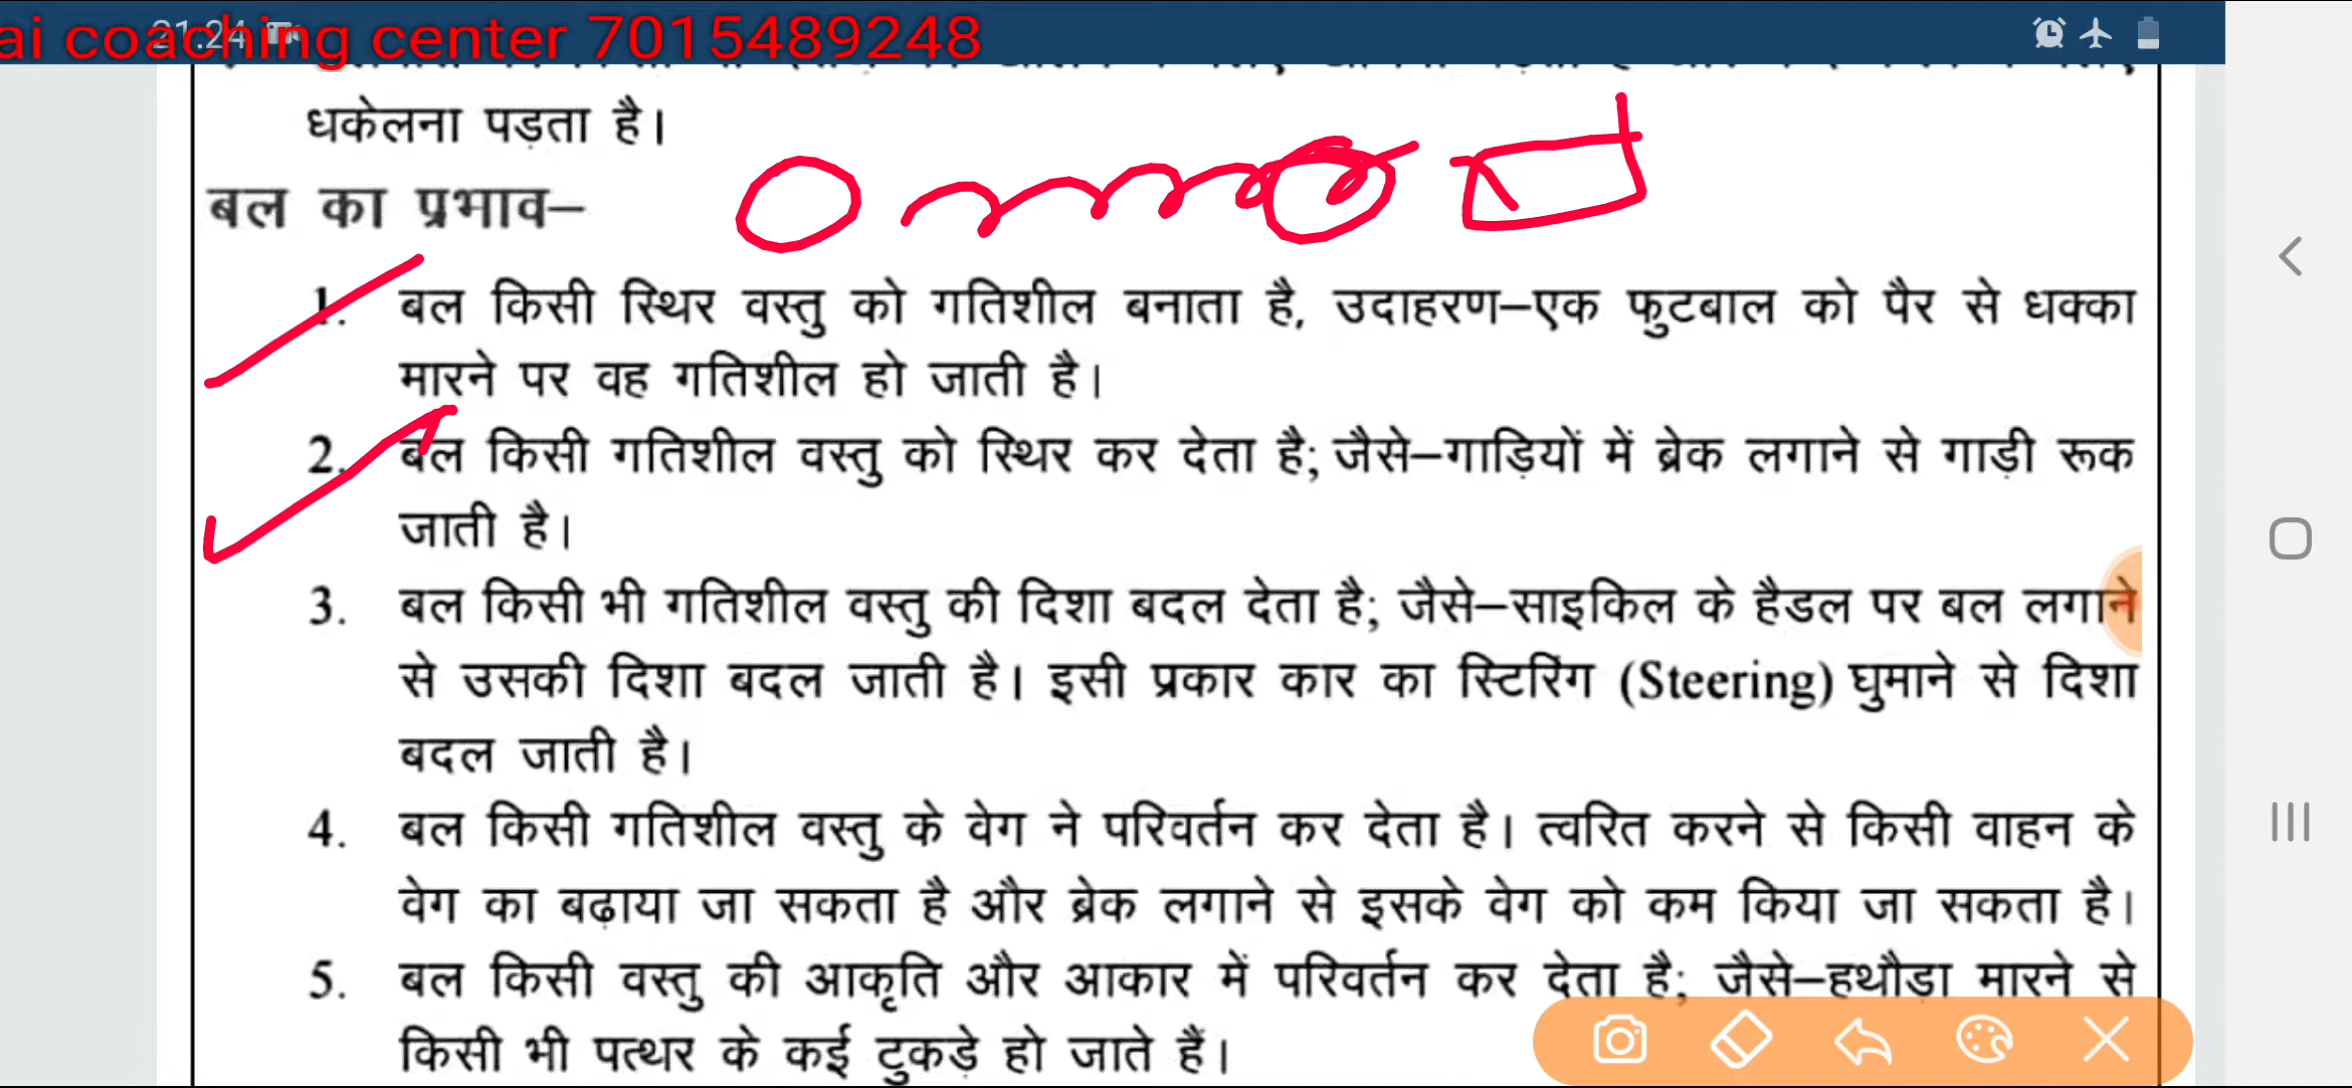 ai coaching center 7015489248
21.24
धकेलना पड़ता है।
बल का प्रभाव–
1. बल किसी स्थिर वस्तु को गतिशील बनाता है, उदाहरण–एक फुटबाल को पैर से धक्का
मारने पर वह गतिशील हो जाती है।
2. बल किसी गतिशील वस्तु को स्थिर कर देता है; जैसे–गाड़ियों में ब्रेक लगाने से गाड़ी रूक
जाती है।
3. बल किसी भी गतिशील वस्तु की दिशा बदल देता है; जैसे–साइकिल के हैडल पर बल लगाने
से उसकी दिशा बदल जाती है। इसी प्रकार कार का स्टिरिंग (Steering) घुमाने से दिशा
बदल जाती है।
4. बल किसी गतिशील वस्तु के वेग ने परिवर्तन कर देता है। त्वरित करने से किसी वाहन के
वेग का बढ़ाया जा सकता है और ब्रेक लगाने से इसके वेग को कम किया जा सकता है।
5. बल किसी वस्तु की आकृति और आकार में परिवर्तन कर देता है; जैसे–हथौड़ा मारने से
किसी भी पत्थर के कई टुकड़े हो जाते हैं।